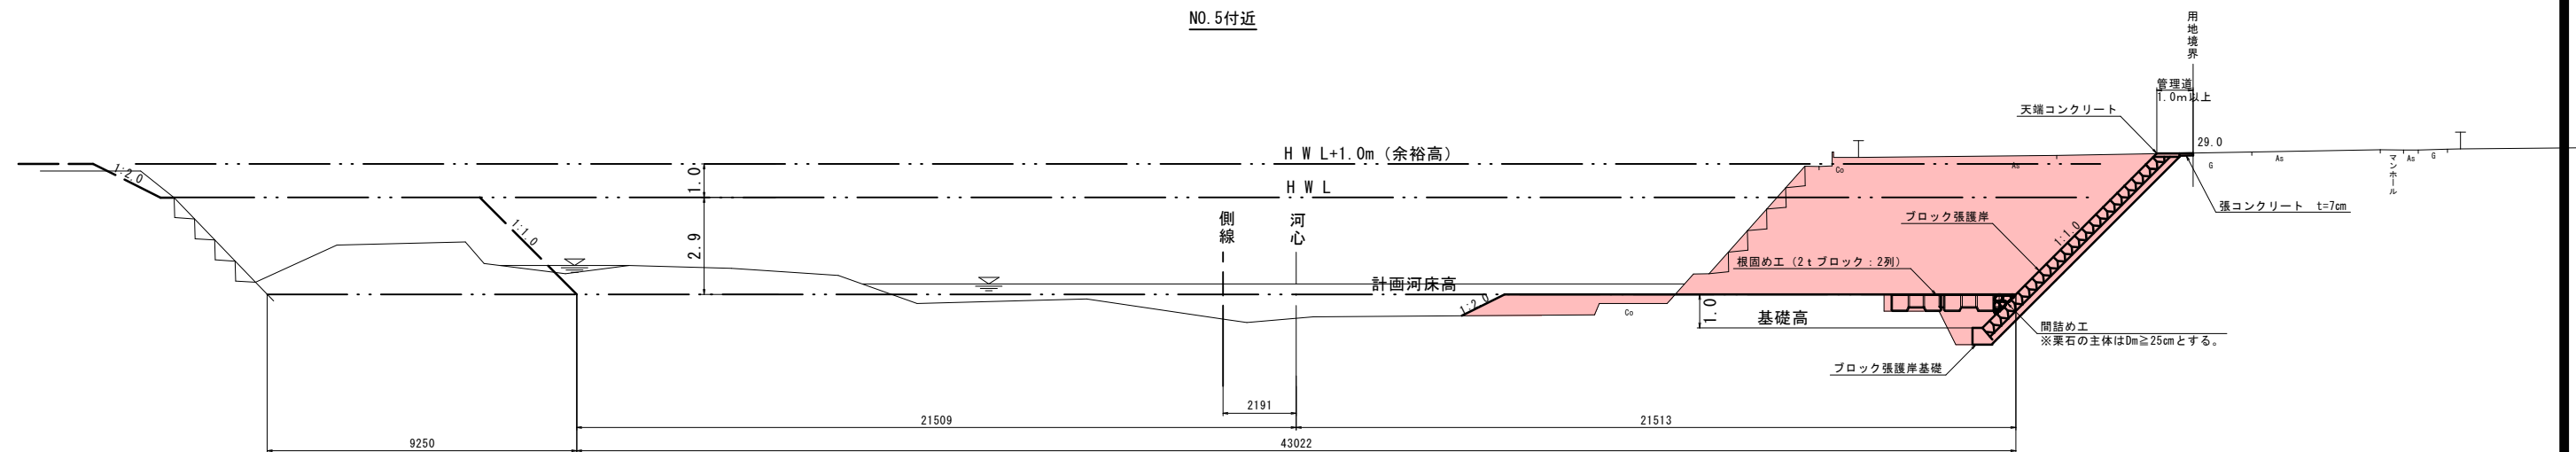 NO.5付近
用地境界
管理道
1.0m以上
天端コンクリート
29.0
HWL+1.0m(余裕高)
1:2.0
1.0
HWL
As
Co
G
As
マンホール
As
G
張コンクリート t=7cm
ブロック張護岸
1:1.0
側線
河心
1:1.0
2.9
根固め工(2tブロック:2列)
計画河床高
1:2.0
Co
1.0
基礎高
間詰め工
※栗石の主体はDm≧25cmとする。
ブロック張護岸基礎
2191
21509
21513
9250
43022